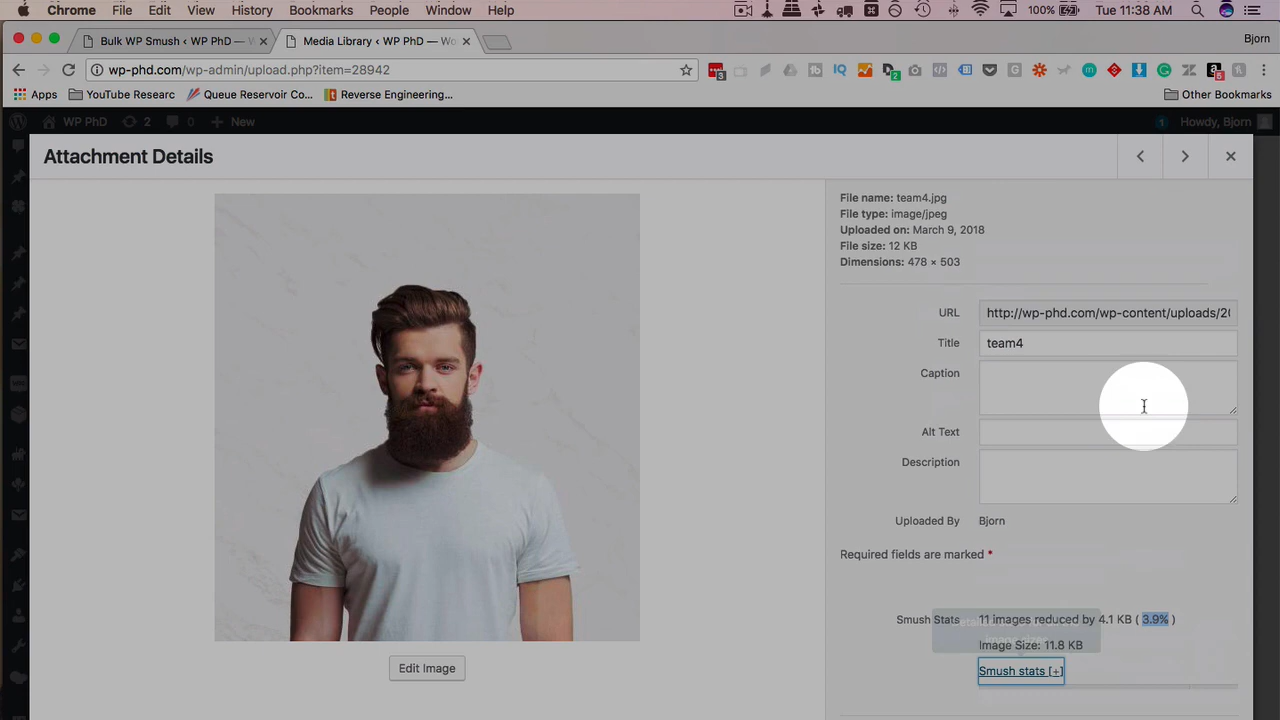 Chrome File Edit View History Bookmarks People Window Help 100% Tue 11:38 AM
Bulk WP Smush ‹ WP PhD — W Media Library ‹ WP PhD — Wo Bjorn
wp-phd.com/wp-admin/upload.php?item=28942
Apps YouTube Researc Queue Reservoir Co... Reverse Engineering... Other Bookmarks
WP PhD 2 0 New 1 Howdy, Bjorn
Attachment Details
File name: team4.jpg
File type: image/jpeg
Uploaded on: March 9, 2018
File size: 12 KB
Dimensions: 478 × 503
URL http://wp-phd.com/wp-content/uploads/20
Title team4
Caption
Alt Text
Description
Uploaded By Bjorn
Required fields are marked *
Smush Stats 11 images reduced by 4.1 KB ( 3.9% )
Image Size: 11.8 KB
Smush stats [+]
Edit Image